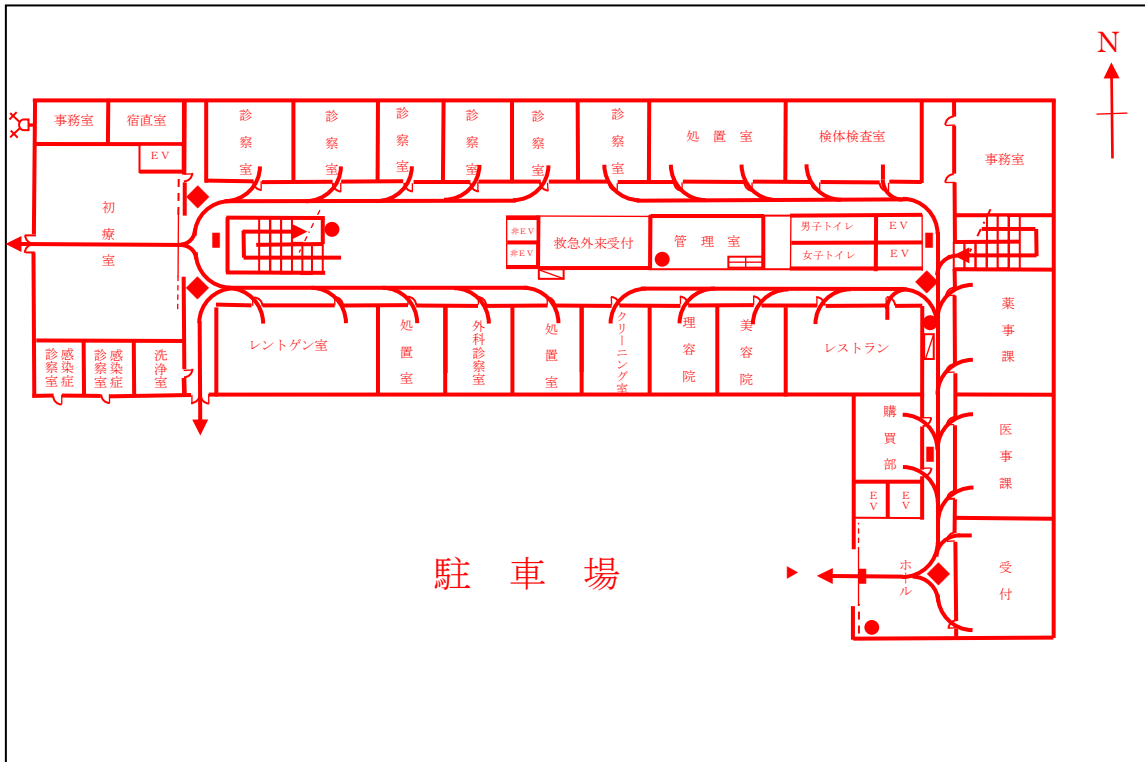 N
事務室
宿直室
EV
初療室
診察室
診察室
診察室
診察室
診察室
診察室
処置室
検体検査室
事務室
非EV
非EV
救急外来受付
管理室
男子トイレ
EV
女子トイレ
EV
感染症
診察室
感染症
診察室
洗浄室
レントゲン室
処置室
外科診察室
処置室
クリーニング室
理容院
美容院
レストラン
薬事課
購買部
医事課
EV
EV
ホール
受付
駐車場